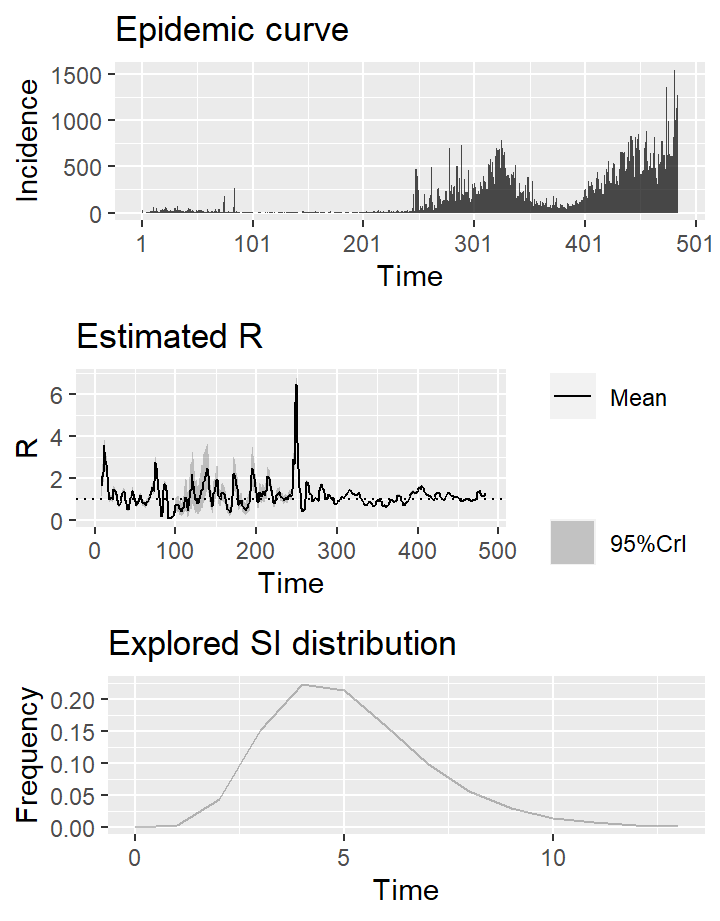 Epidemic curve
1500
1000
500
0
Incidence
1 101 201 301 401 501
Time
Estimated R
6
4
2
0
R
0 100 200 300 400 500
Time
Mean
95%CrI
Explored SI distribution
0.20
0.15
0.10
0.05
0.00
Frequency
0 5 10
Time